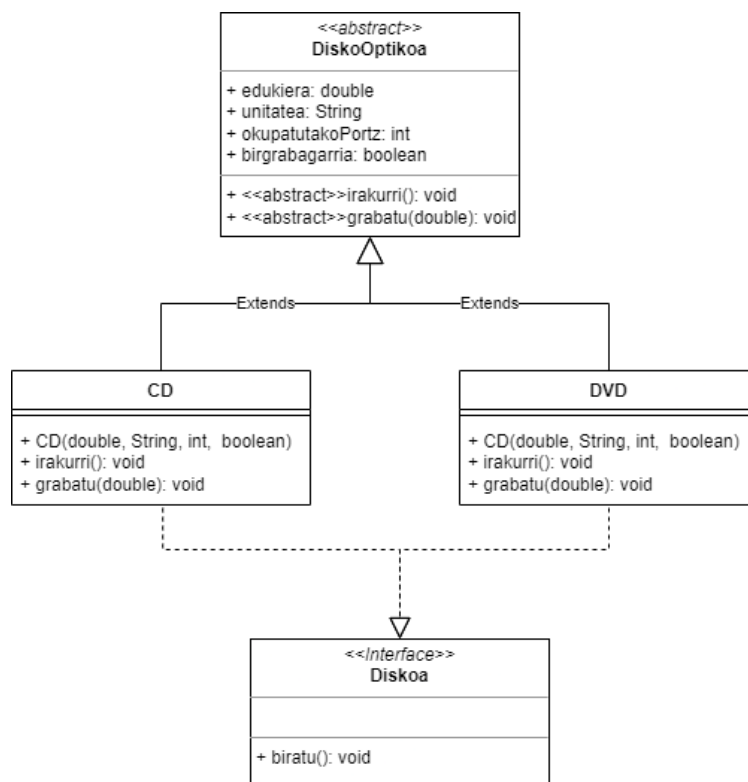 <<abstract>>
DiskoOptikoa
+ edukiera: double
+ unitatea: String
+ okupatutakoPortz: int
+ birgrabagarria: boolean
+ <<abstract>>irakurri(): void
+ <<abstract>>grabatu(double): void
Extends
Extends
CD
+ CD(double, String, int,  boolean)
+ irakurri(): void
+ grabatu(double): void
DVD
+ CD(double, String, int,  boolean)
+ irakurri(): void
+ grabatu(double): void
<<Interface>>
Diskoa
+ biratu(): void